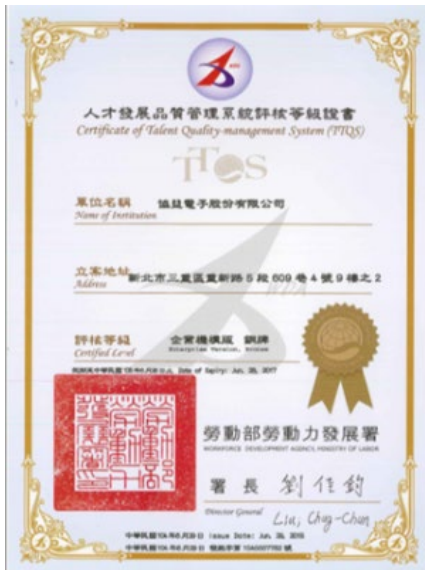 人才發展品質管理系統評核等級證書
Certificate of Talent Quality-management System (TTQS)
TTQS
單位名稱 協益電子股份有限公司
Name of Institution
立案地址 新北市三重區重新路5段609巷4號9樓之2
Address
評核等級 企業機構版 銅牌
Certified Level Enterprise Version, Bronze
Date of Expiry: Jun. 28, 2017
勞動部勞動力發展署
WORKFORCE DEVELOPMENT AGENCY, MINISTRY OF LABOR
署長 劉佳鈞
Director General Liu, Chug-Chun
Issue Date: Jun. 29, 2015